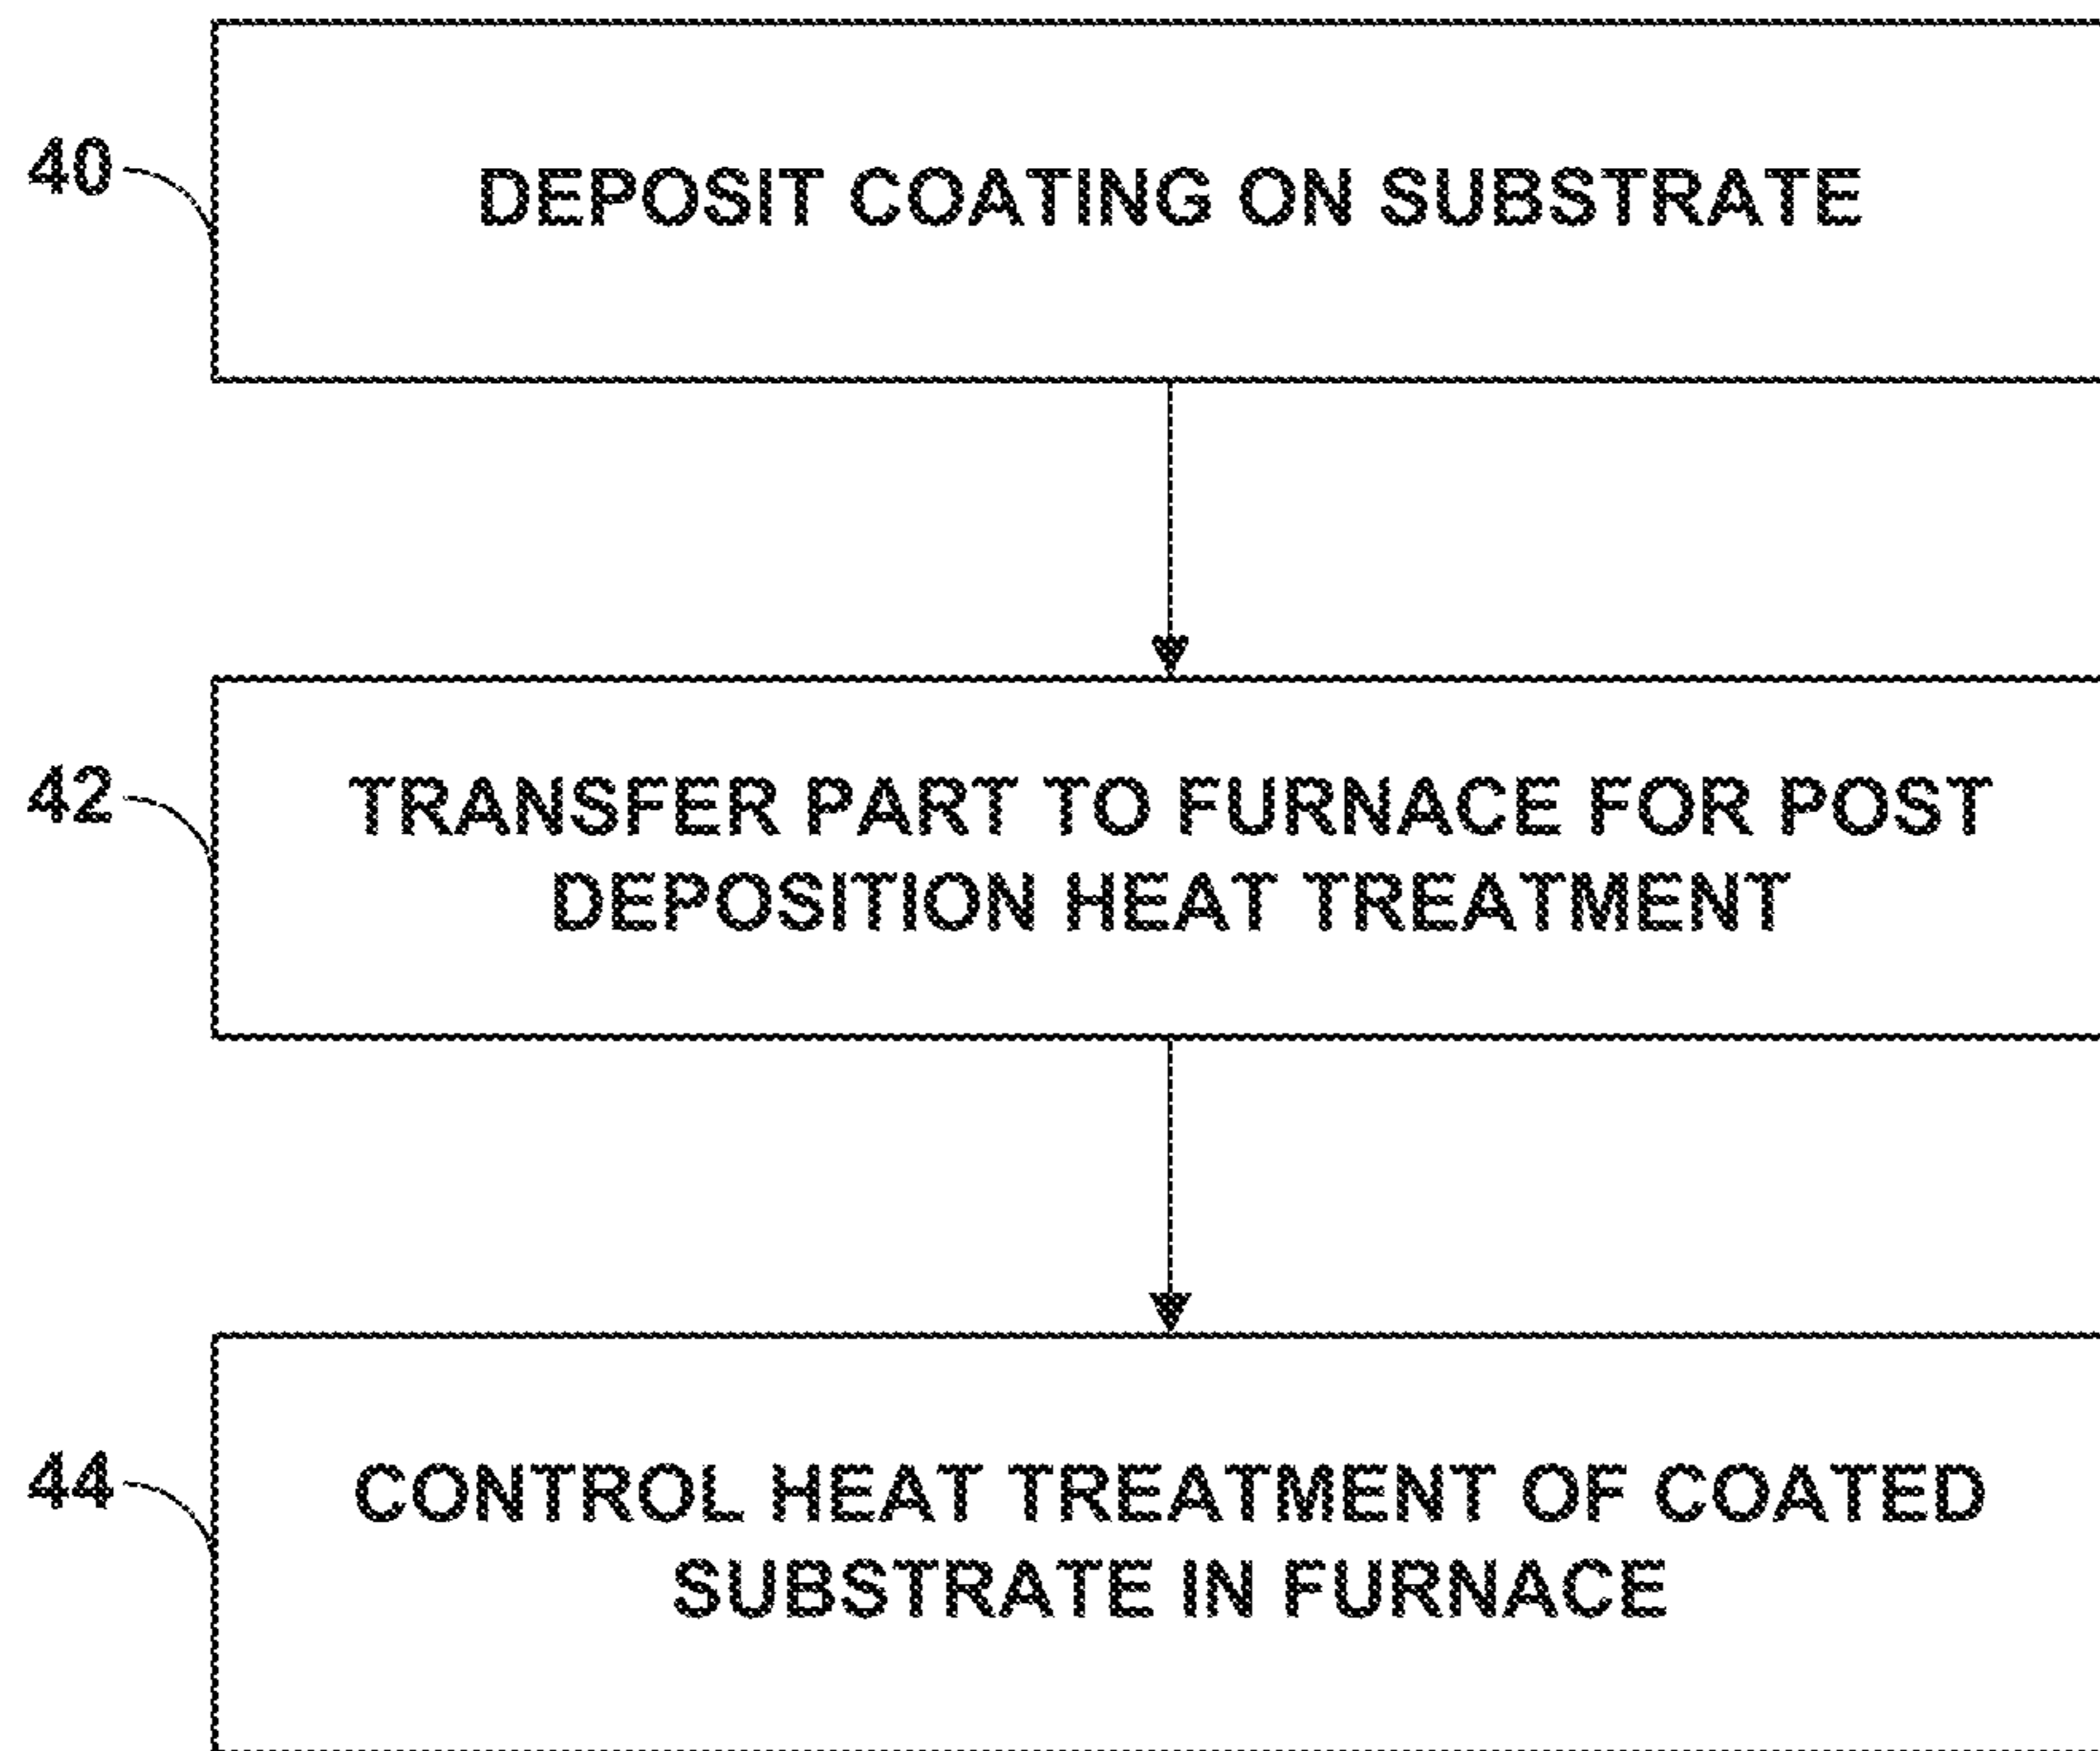 40
DEPOSIT COATING ON SUBSTRATE
42
TRANSFER PART TO FURNACE FOR POST
DEPOSITION HEAT TREATMENT
44
CONTROL HEAT TREATMENT OF COATED
SUBSTRATE IN FURNACE